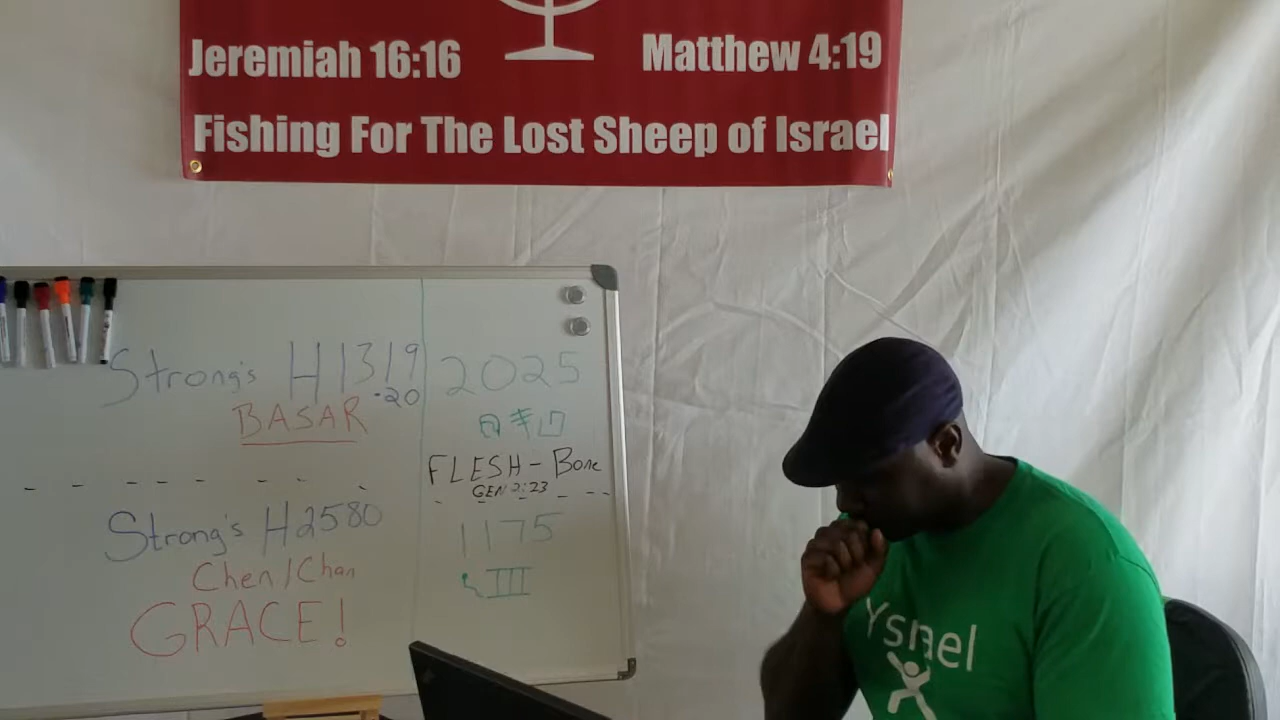 Jeremiah 16:16
Matthew 4:19
Fishing For The Lost Sheep of Israel
Strong's H1319
-20
BASAR
Strong's H2580
Chen/Chan
GRACE!
2025
FLESH - Bone
GEN 2:23
1175
Ysrael